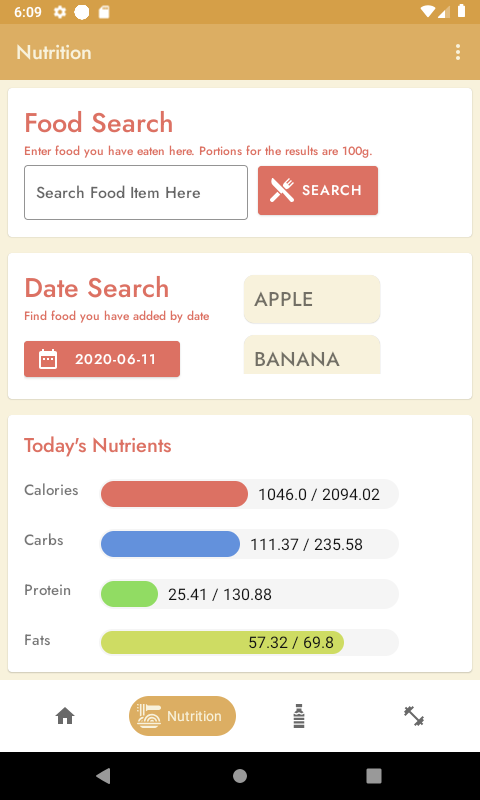 6:09
Nutrition
Food Search
Enter food you have eaten here. Portions for the results are 100g.
Search Food Item Here
SEARCH
Date Search
Find food you have added by date
2020-06-11
APPLE
BANANA
Today's Nutrients
Calories 1046.0 / 2094.02
Carbs 111.37 / 235.58
Protein 25.41 / 130.88
Fats 57.32 / 69.8
Nutrition